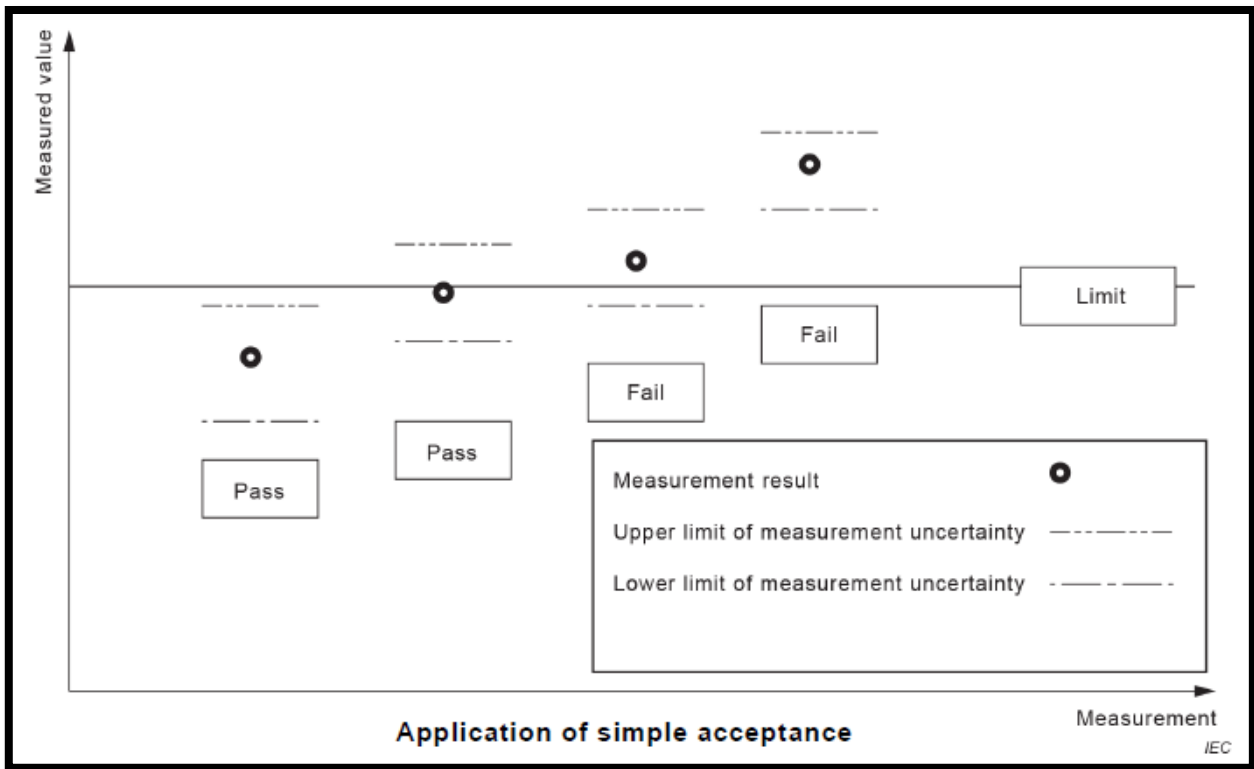 Measured value
Limit
Fail
Fail
Pass
Pass
Measurement result
Upper limit of measurement uncertainty
Lower limit of measurement uncertainty
Measurement
Application of simple acceptance
IEC